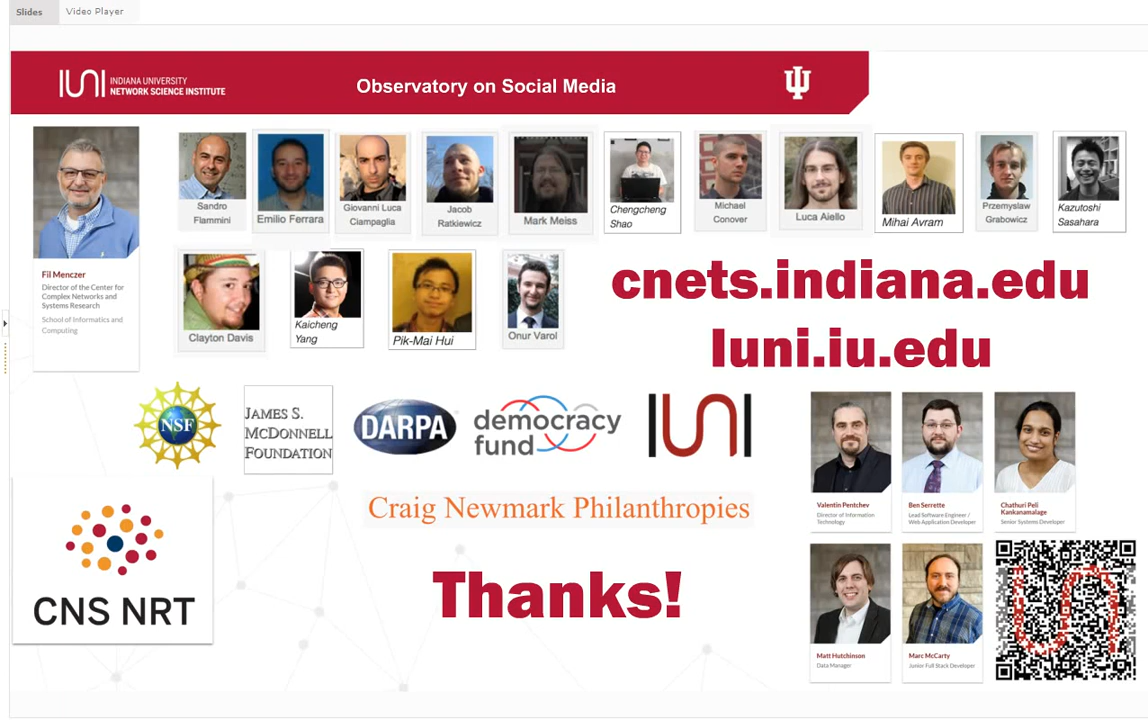 Slides
Video Player
IUNI
INDIANA UNIVERSITY
NETWORK SCIENCE INSTITUTE
Observatory on Social Media
Fil Menczer
Director of the Center for
Complex Networks and
Systems Research
School of Informatics and
Computing
Sandro
Flammini
Emilio Ferrara
Giovanni Luca
Ciampaglia
Jacob
Ratkiewicz
Mark Meiss
Chengcheng
Shao
Michael
Conover
Luca Aiello
Mihai Avram
Przemyslaw
Grabowicz
Kazutoshi
Sasahara
Clayton Davis
Kaicheng
Yang
Pik-Mai Hui
Onur Varol
cnets.indiana.edu
Iuni.iu.edu
NSF
JAMES S.
MCDONNELL
FOUNDATION
DARPA
democracy
fund
IUNI
Craig Newmark Philanthropies
CNS NRT
Thanks!
Valentin Pentchev
Director of Information
Technology
Ben Serrette
Lead Software Engineer /
Web Application Developer
Chathuri Peli
Kankanamalage
Senior Systems Developer
Matt Hutchinson
Data Manager
Marc McCarty
Junior Full Stack Developer